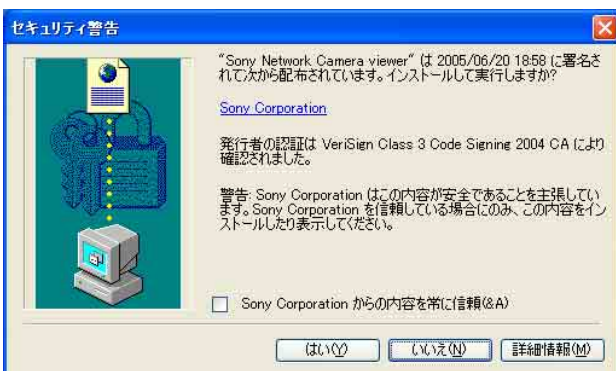 セキュリティ警告
"Sony Network Camera viewer" は 2005/06/20 18:58 に署名さ
れて次から配布されています。インストールして実行しますか?
Sony Corporation
発行者の認証は VeriSign Class 3 Code Signing 2004 CA により
確認されました。
警告: Sony Corporation はこの内容が安全であることを主張してい
ます。Sony Corporation を信頼している場合にのみ、この内容をイン
ストールしたり表示してください。
Sony Corporation からの内容を常に信頼(&A)
はい(Y) いいえ(N) 詳細情報(M)